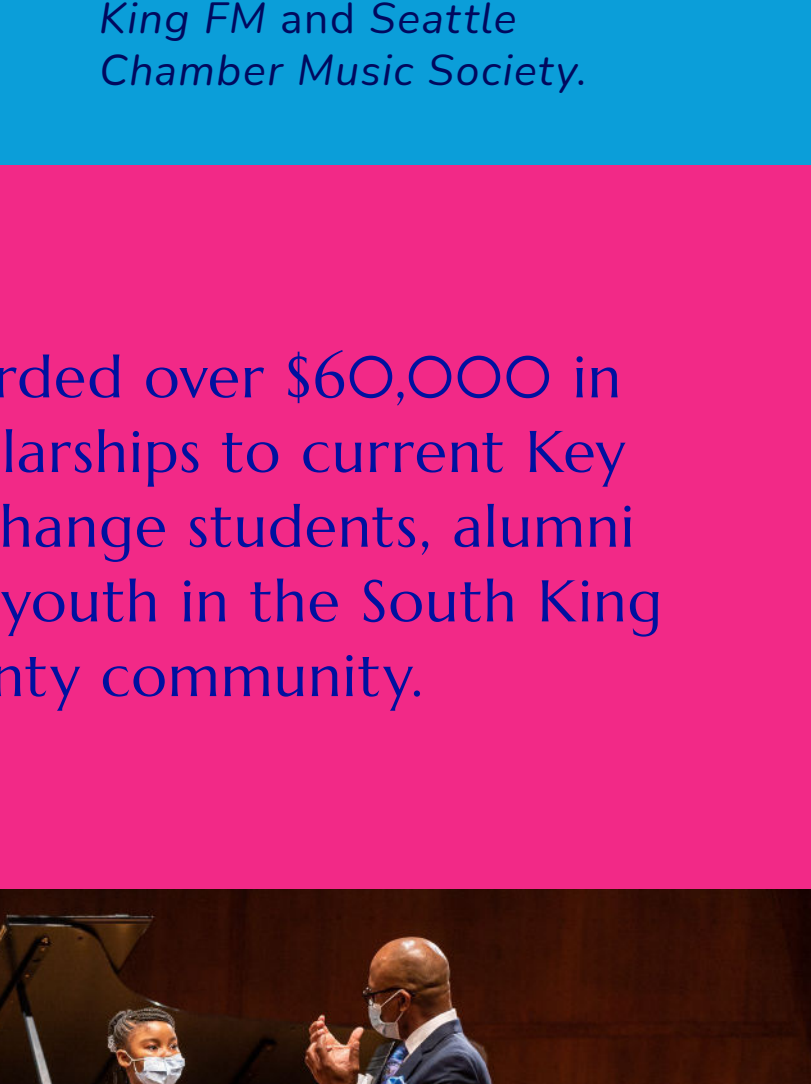 King FM and Seattle
Chamber Music Society.
rded over $60,000 in
larships to current Key
hange students, alumni
youth in the South King
nty community.